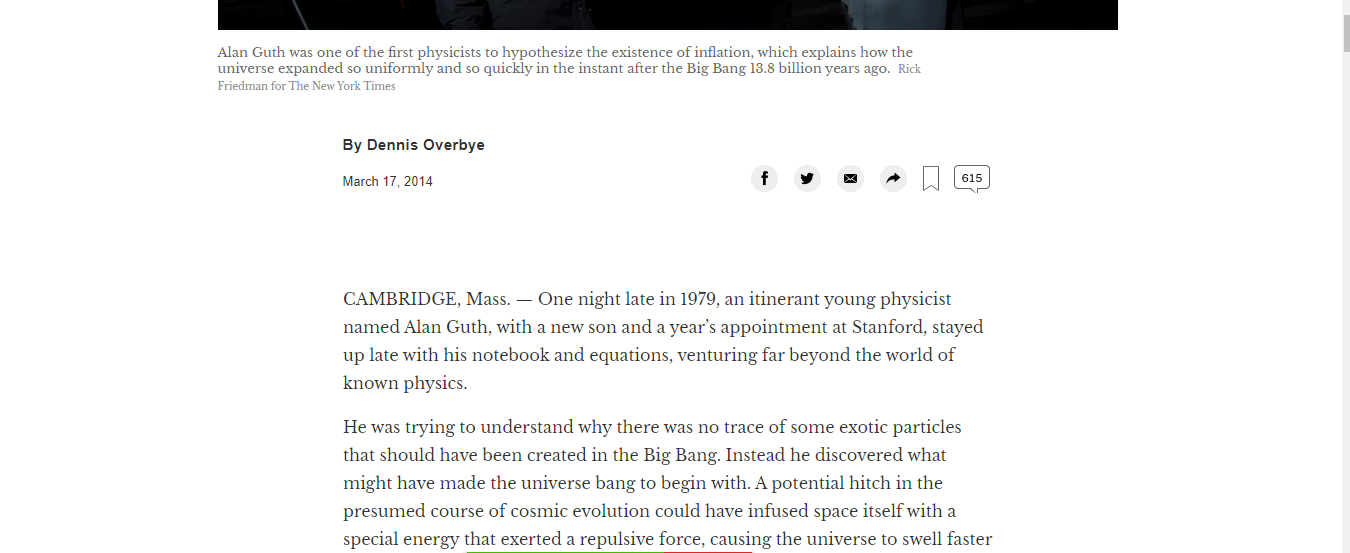 Alan Guth was one of the first physicists to hypothesize the existence of inflation, which explains how the
universe expanded so uniformly and so quickly in the instant after the Big Bang 13.8 billion years ago. Rick
Friedman for The New York Times
By Dennis Overbye
March 17, 2014
615
CAMBRIDGE, Mass. — One night late in 1979, an itinerant young physicist
named Alan Guth, with a new son and a year’s appointment at Stanford, stayed
up late with his notebook and equations, venturing far beyond the world of
known physics.
He was trying to understand why there was no trace of some exotic particles
that should have been created in the Big Bang. Instead he discovered what
might have made the universe bang to begin with. A potential hitch in the
presumed course of cosmic evolution could have infused space itself with a
special energy that exerted a repulsive force, causing the universe to swell faster